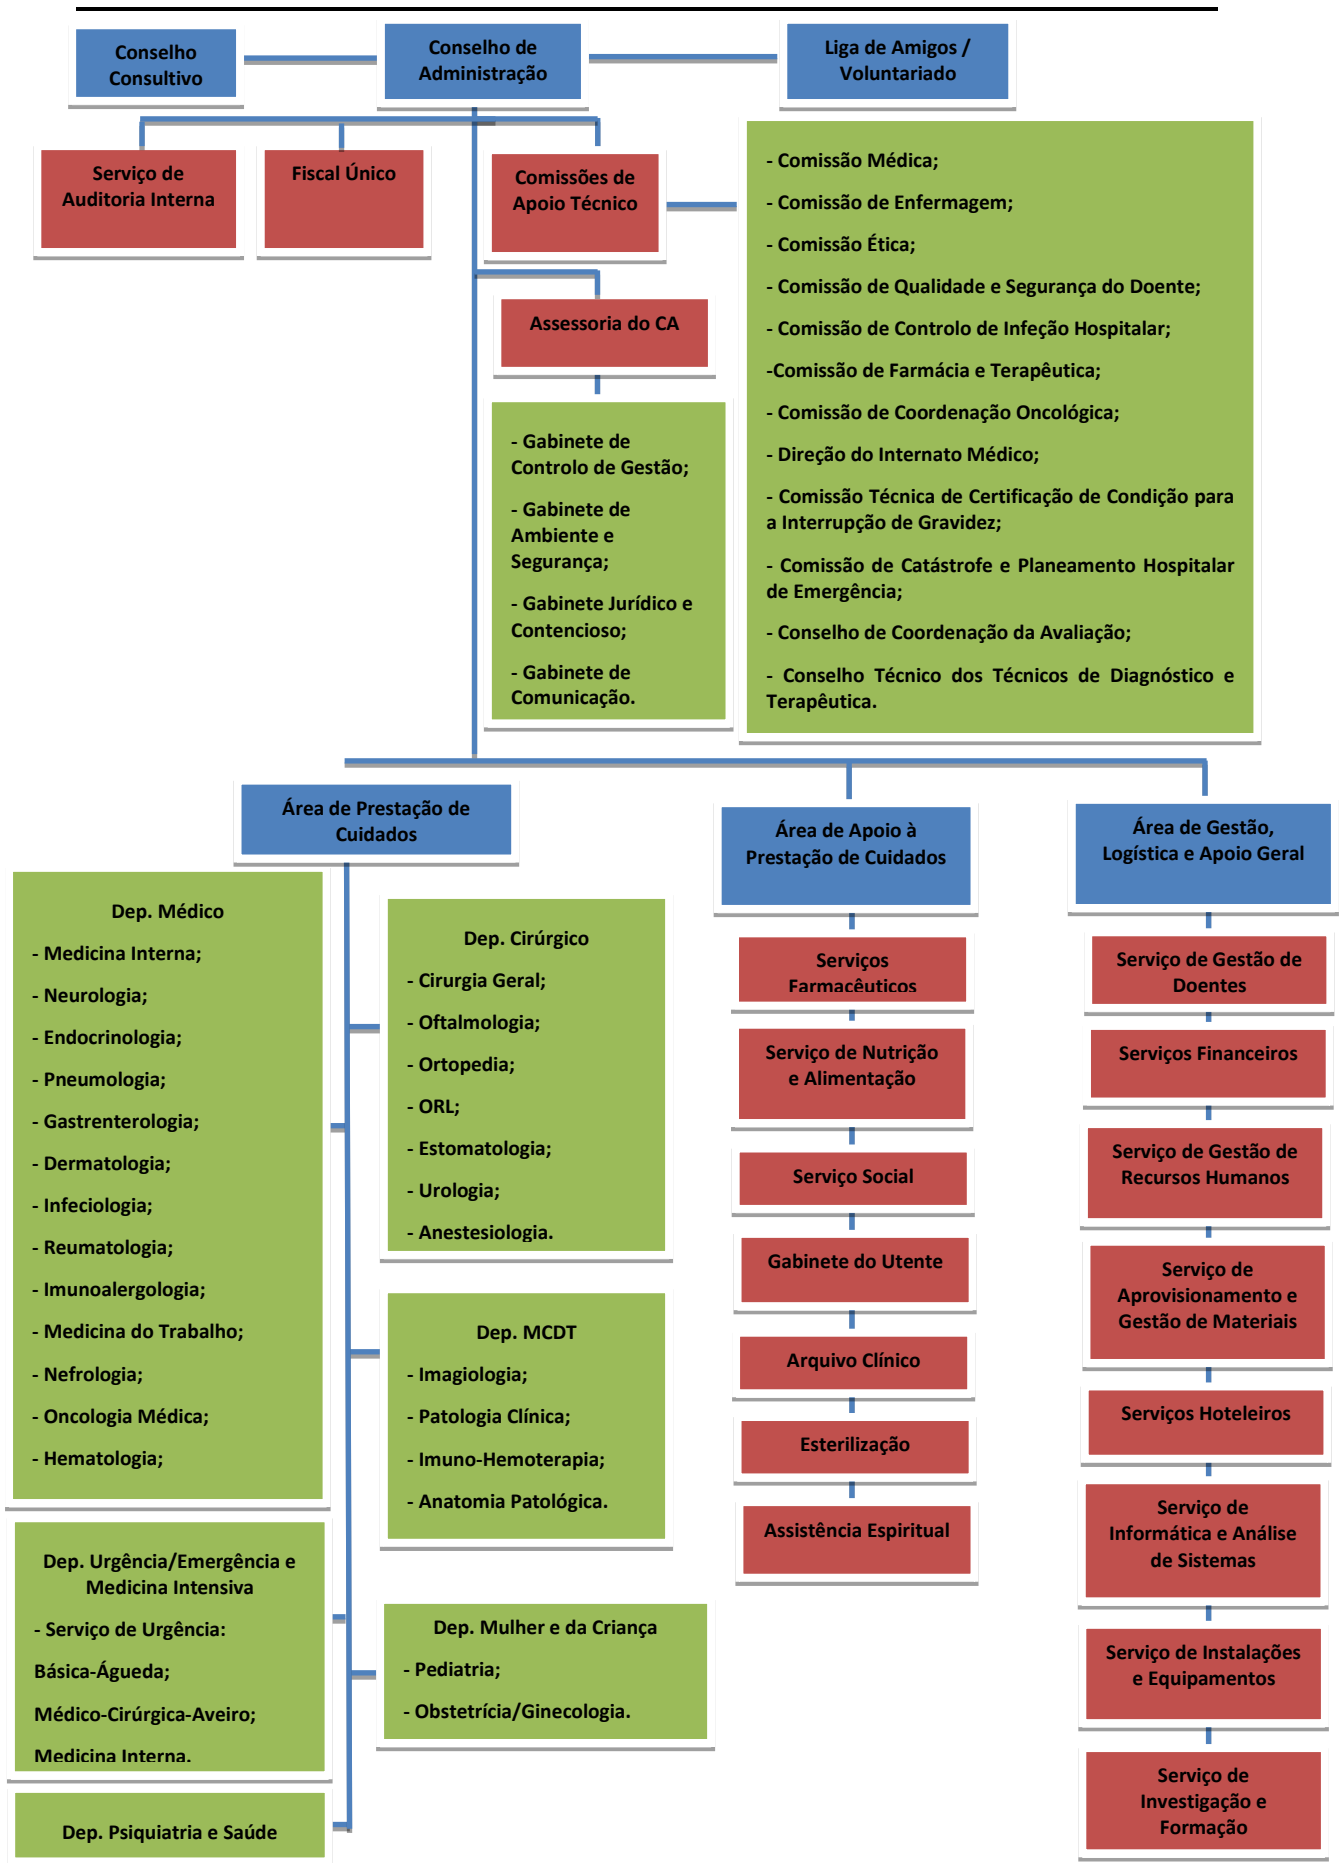 Conselho
Consultivo
Conselho de
Administração
Liga de Amigos /
Voluntariado
Serviço de
Auditoria Interna
Fiscal Único
Comissões de
Apoio Técnico
- Comissão Médica;
- Comissão de Enfermagem;
- Comissão Ética;
- Comissão de Qualidade e Segurança do Doente;
- Comissão de Controlo de Infeção Hospitalar;
-Comissão de Farmácia e Terapêutica;
- Comissão de Coordenação Oncológica;
- Direção do Internato Médico;
- Comissão Técnica de Certificação de Condição para
a Interrupção de Gravidez;
- Comissão de Catástrofe e Planeamento Hospitalar
de Emergência;
- Conselho de Coordenação da Avaliação;
- Conselho Técnico dos Técnicos de Diagnóstico e
Terapêutica.
Assessoria do CA
- Gabinete de
Controlo de Gestão;
- Gabinete de
Ambiente e
Segurança;
- Gabinete Jurídico e
Contencioso;
- Gabinete de
Comunicação.
Área de Prestação de
Cuidados
Dep. Médico
- Medicina Interna;
- Neurologia;
- Endocrinologia;
- Pneumologia;
- Gastrenterologia;
- Dermatologia;
- Infeciologia;
- Reumatologia;
- Imunoalergologia;
- Medicina do Trabalho;
- Nefrologia;
- Oncologia Médica;
- Hematologia;
Dep. Urgência/Emergência e
Medicina Intensiva
- Serviço de Urgência:
Básica-Águeda;
Médico-Cirúrgica-Aveiro;
Medicina Interna.
Dep. Psiquiatria e Saúde
Dep. Cirúrgico
- Cirurgia Geral;
- Oftalmologia;
- Ortopedia;
- ORL;
- Estomatologia;
- Urologia;
- Anestesiologia.
Dep. MCDT
- Imagiologia;
- Patologia Clínica;
- Imuno-Hemoterapia;
- Anatomia Patológica.
Dep. Mulher e da Criança
- Pediatria;
- Obstetrícia/Ginecologia.
Área de Apoio à
Prestação de Cuidados
Serviços
Farmacêuticos
Serviço de Nutrição
e Alimentação
Serviço Social
Gabinete do Utente
Arquivo Clínico
Esterilização
Assistência Espiritual
Área de Gestão,
Logística e Apoio Geral
Serviço de Gestão de
Doentes
Serviços Financeiros
Serviço de Gestão de
Recursos Humanos
Serviço de
Aprovisionamento e
Gestão de Materiais
Serviços Hoteleiros
Serviço de
Informática e Análise
de Sistemas
Serviço de Instalações
e Equipamentos
Serviço de
Investigação e
Formação